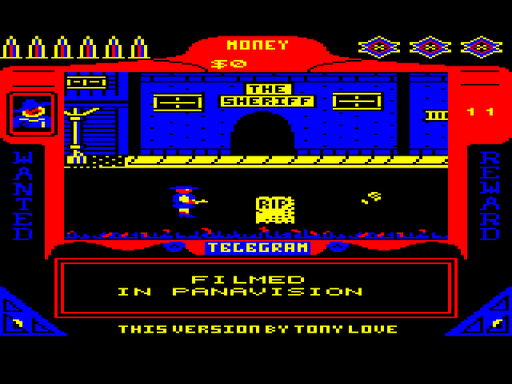 MONEY
$0
THE
SHERIFF
11
WANTED
REWARD
RIP
TELEGRAM
FILMED
IN PANAVISION
THIS VERSION BY TONY LOVE